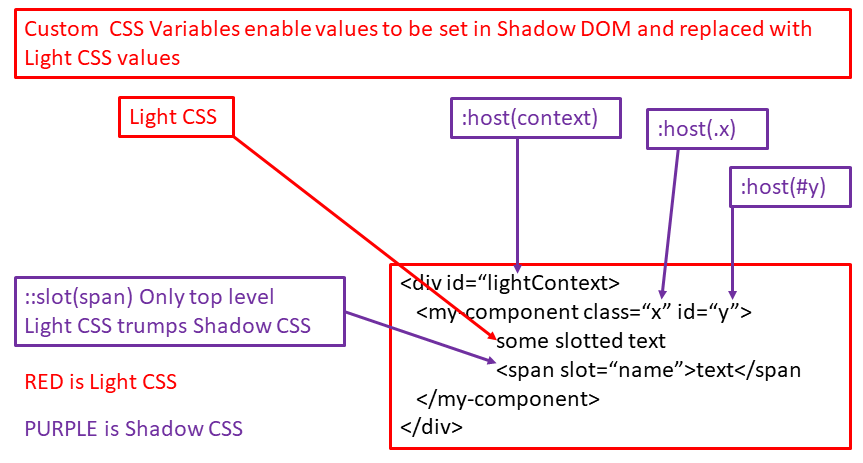 Custom  CSS Variables enable values to be set in Shadow DOM and replaced with
Light CSS values
Light CSS
:host(context)
:host(.x)
:host(#y)
::slot(span) Only top level
Light CSS trumps Shadow CSS
<div id=“lightContext>
<my-component class=“x” id=“y”>
some slotted text
<span slot=“name”>text</span
</my-component>
</div>
RED is Light CSS
PURPLE is Shadow CSS